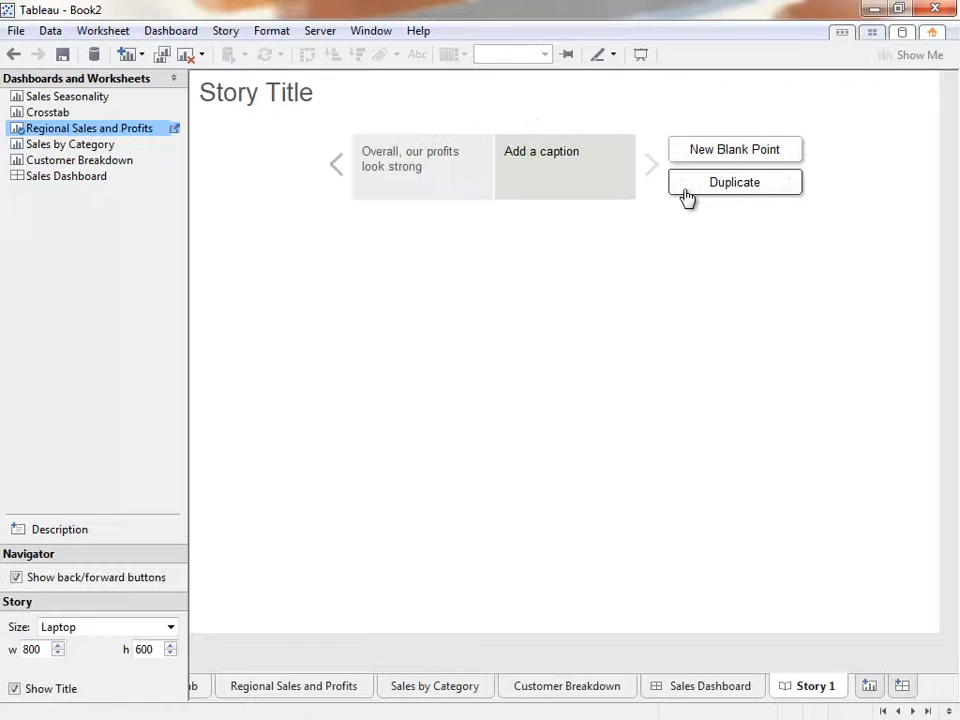 Tableau - Book2
File Data Worksheet Dashboard Story Format Server Window Help
Abc
Show Me
Dashboards and Worksheets
Sales Seasonality
Crosstab
Regional Sales and Profits
Sales by Category
Customer Breakdown
Sales Dashboard
Story Title
Overall, our profits
look strong
Add a caption
New Blank Point
Duplicate
Description
Navigator
Show back/forward buttons
Story
Size: Laptop
w 800 h 600
Show Title
ab Regional Sales and Profits Sales by Category Customer Breakdown Sales Dashboard Story 1